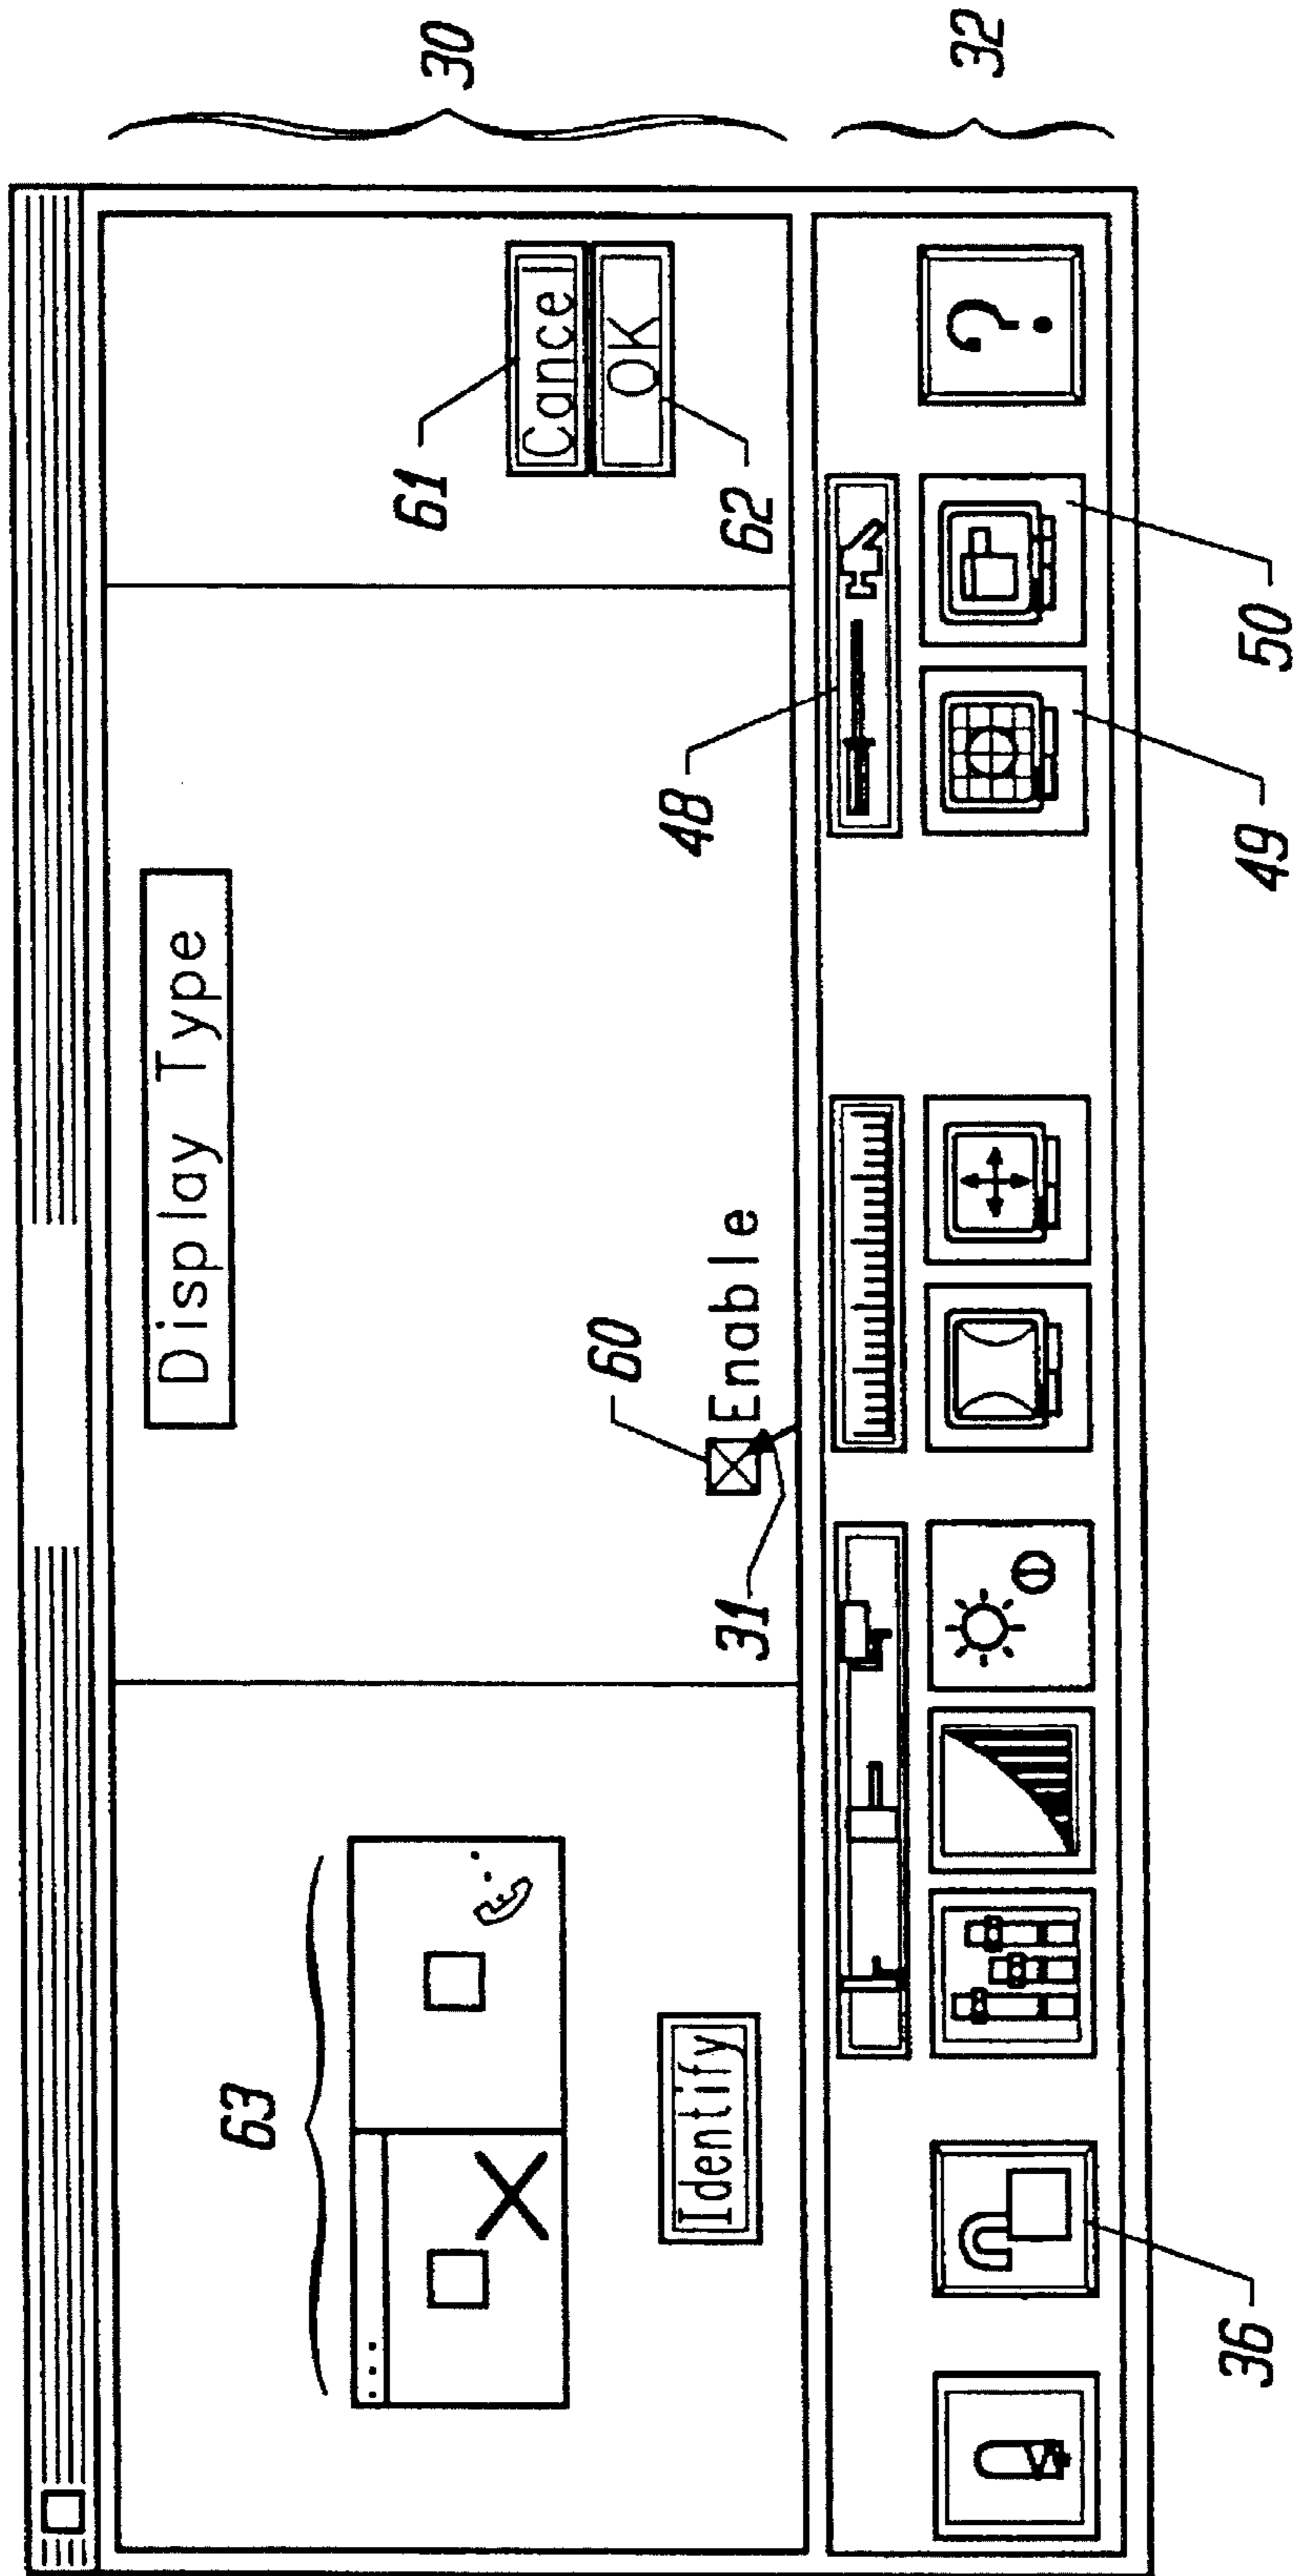 Display Type
30
63
61
Cancel
OK
62
60
Enable
Identify
31
48
32
?
36
49
50